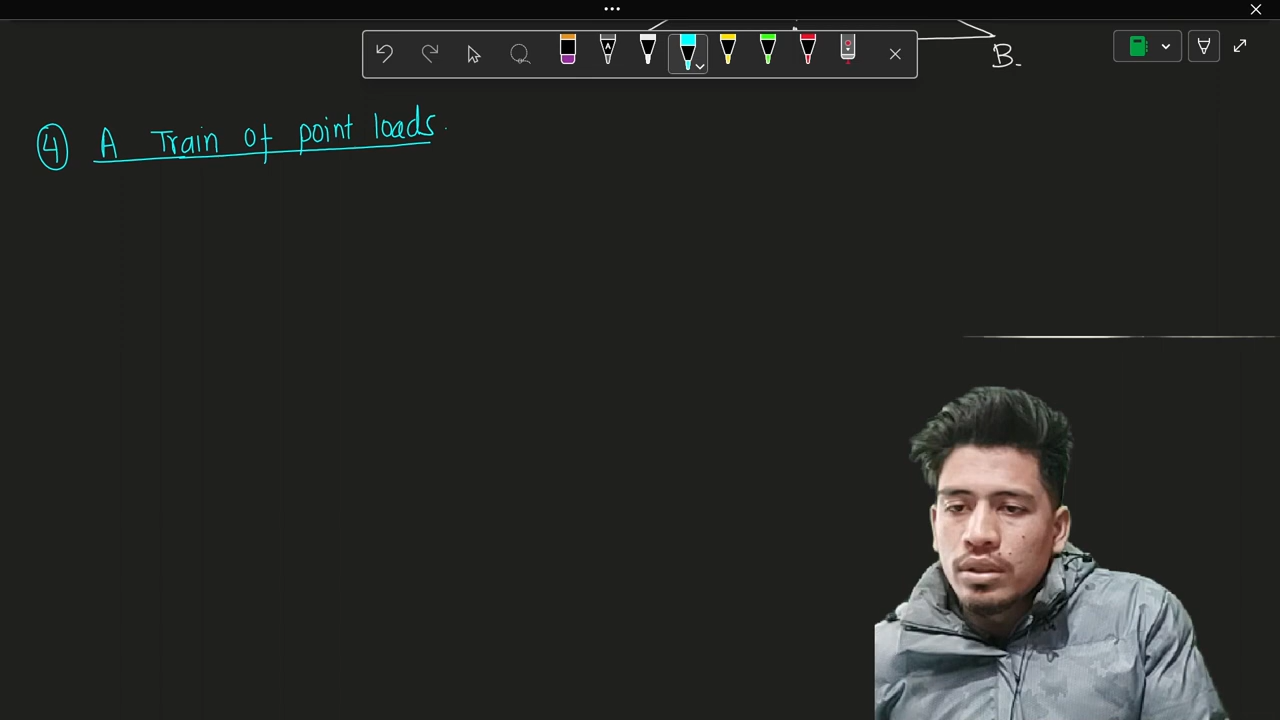 B.
④ A Train Of point loads.